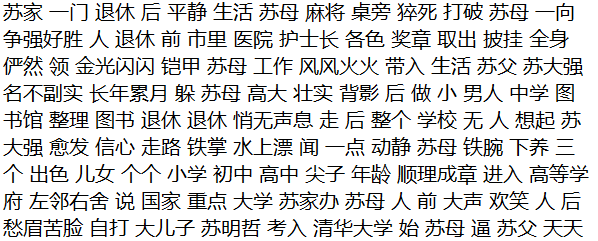 苏家 一门 退休 后 平静 生活 苏母 麻将 桌旁 猝死 打破 苏母 一向
争强好胜 人 退休 前 市里 医院 护士长 各色 奖章 取出 披挂 全身
俨然 领 金光闪闪 铠甲 苏母 工作 风风火火 带入 生活 苏父 苏大强
名不副实 长年累月 躲 苏母 高大 壮实 背影 后 做 小 男人 中学 图
书馆 整理 图书 退休 退休 悄无声息 走 后 整个 学校 无 人 想起 苏
大强 愈发 信心 走路 铁掌 水上漂 闻 一点 动静 苏母 铁腕 下养 三
个 出色 儿女 个个 小学 初中 高中 尖子 年龄 顺理成章 进入 高等学
府 左邻右舍 说 国家 重点 大学 苏家办 苏母 人 前 大声 欢笑 人 后
愁眉苦脸 自打 大儿子 苏明哲 考入 清华大学 始 苏母 逼 苏父 天天